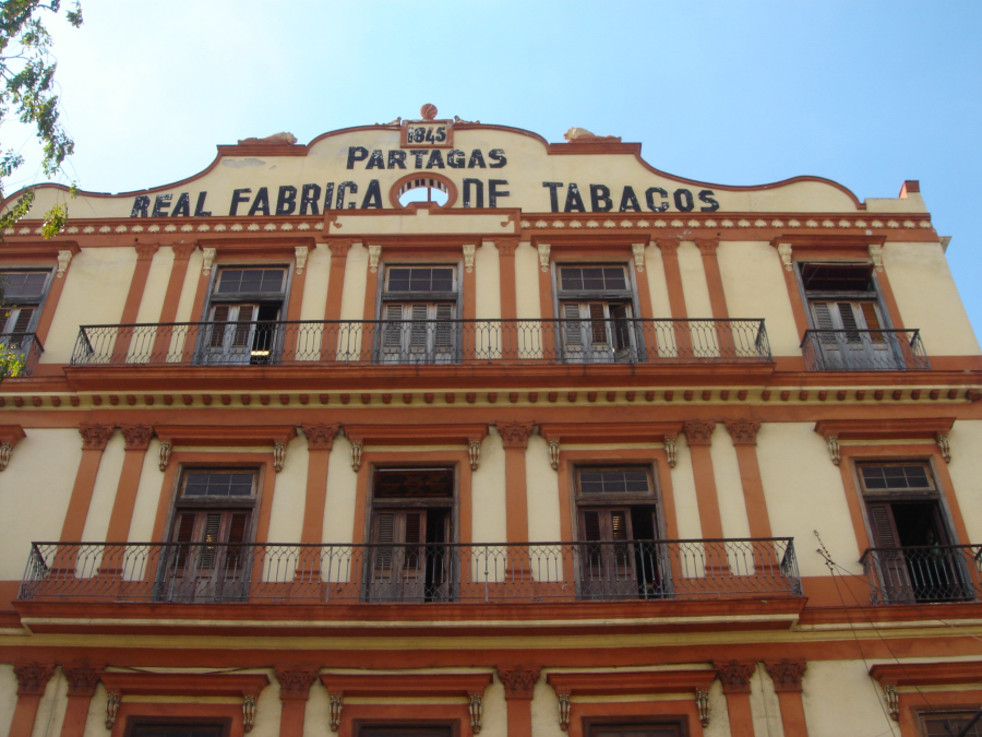 1845
PARTAGAS
REAL FABRICA DE TABACOS